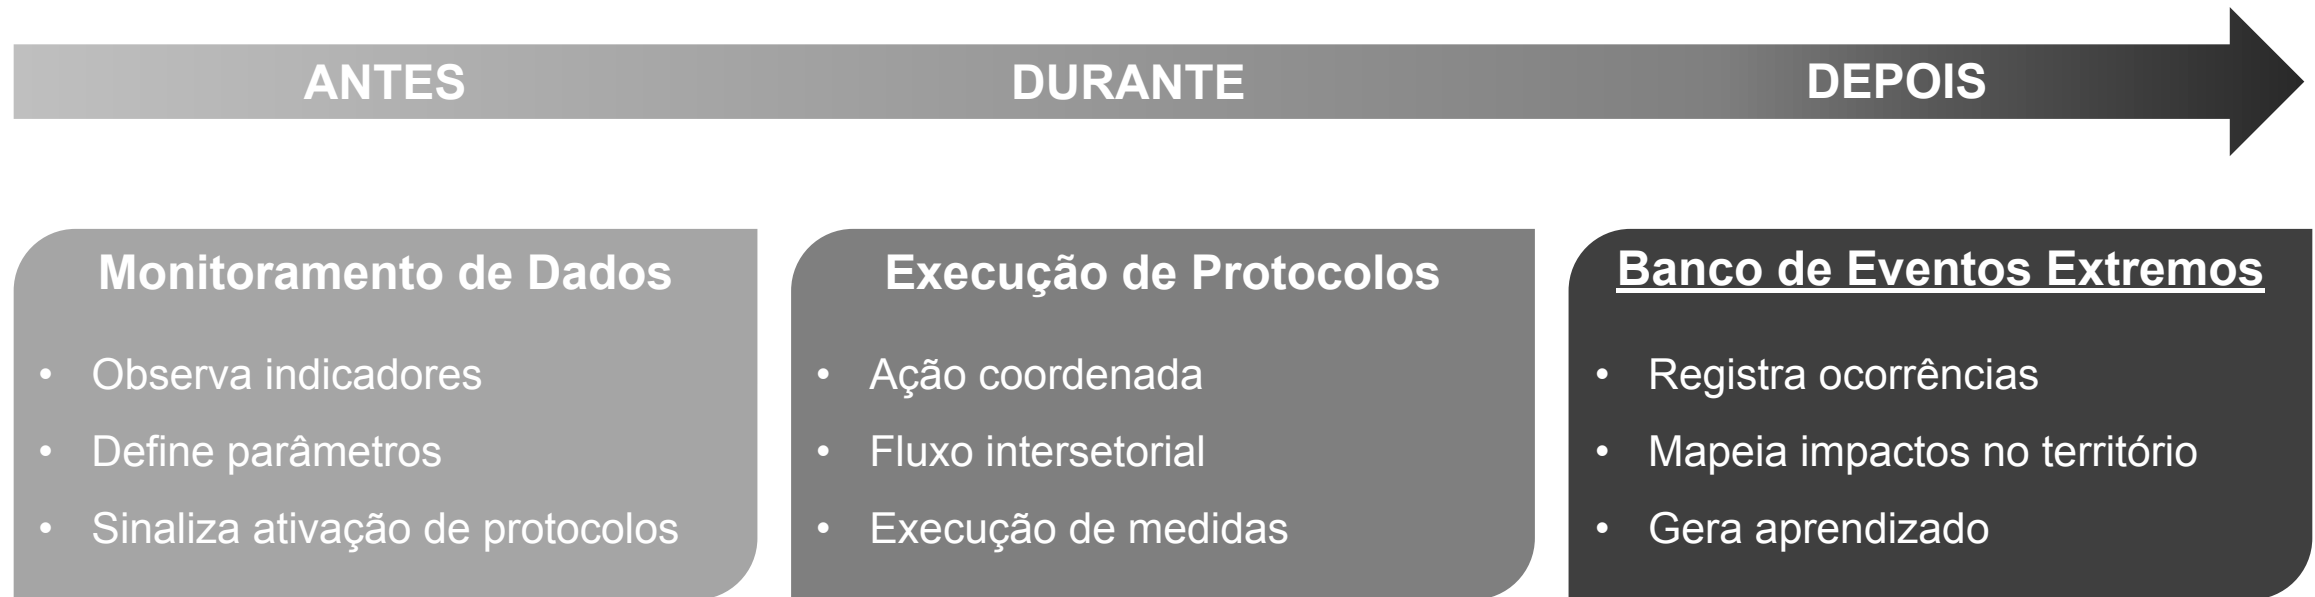 ANTES
DURANTE
DEPOIS
Monitoramento de Dados
• Observa indicadores
• Define parâmetros
• Sinaliza ativação de protocolos
Execução de Protocolos
• Ação coordenada
• Fluxo intersetorial
• Execução de medidas
Banco de Eventos Extremos
• Registra ocorrências
• Mapeia impactos no território
• Gera aprendizado